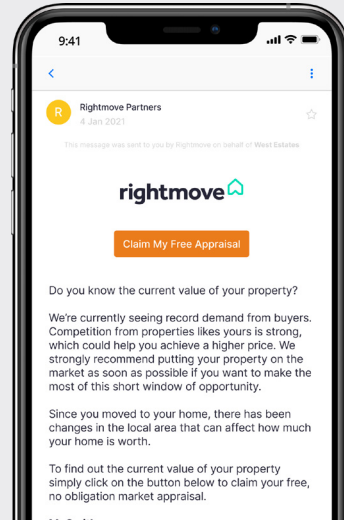 9:41
R
Rightmove Partners
4 Jan 2021
This message was sent to you by Rightmove on behalf of West Estates.
rightmove
Claim My Free Appraisal
Do you know the current value of your property?
We're currently seeing record demand from buyers.
Competition from properties likes yours is strong,
which could help you achieve a higher price. We
strongly recommend putting your property on the
market as soon as possible if you want to make the
most of this short window of opportunity.
Since you moved to your home, there has been
changes in the local area that can affect how much
your home is worth.
To find out the current value of your property
simply click on the button below to claim your free,
no obligation market appraisal.